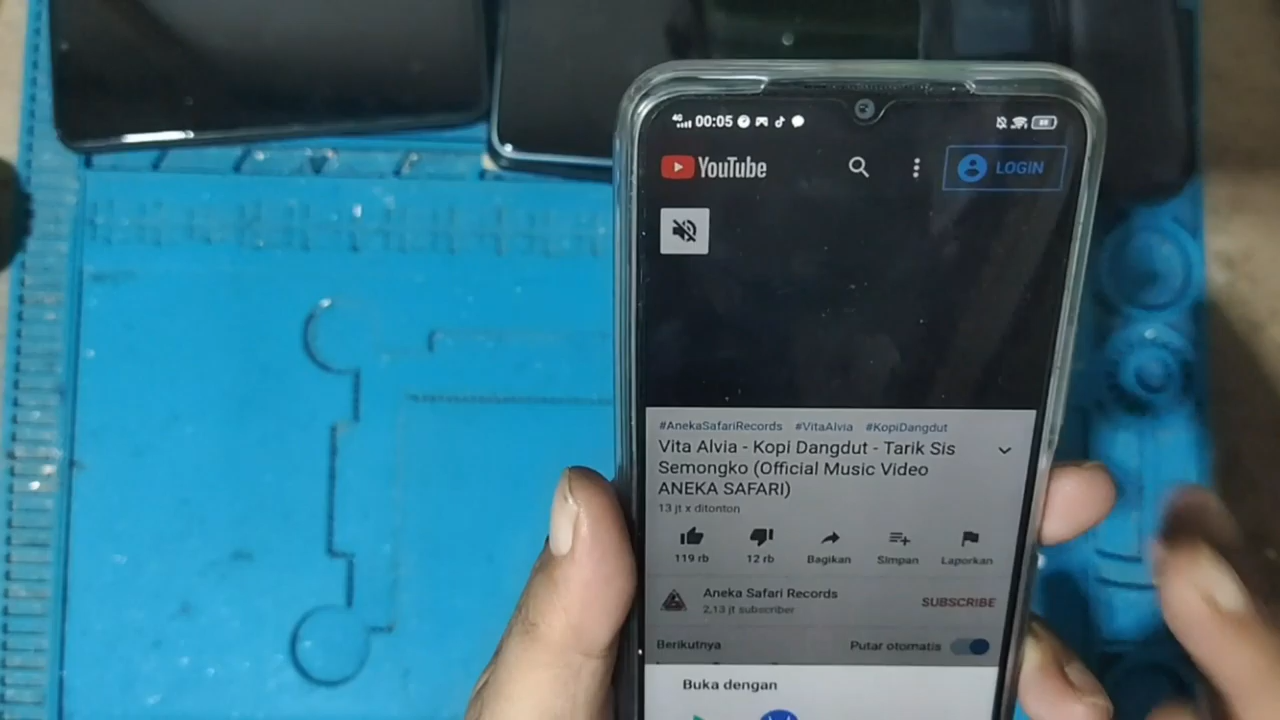 4G 00:05
YouTube
LOGIN
#AnekaSafariRecords #VitaAlvia #KopiDangdut
Vita Alvia - Kopi Dangdut - Tarik Sis
Semongko (Official Music Video
ANEKA SAFARI)
13 jt x ditonton
119 rb 12 rb Bagikan Simpan Laporkan
Aneka Safari Records
2,13 jt subscriber
SUBSCRIBE
Berikutnya Putar otomatis
Buka dengan